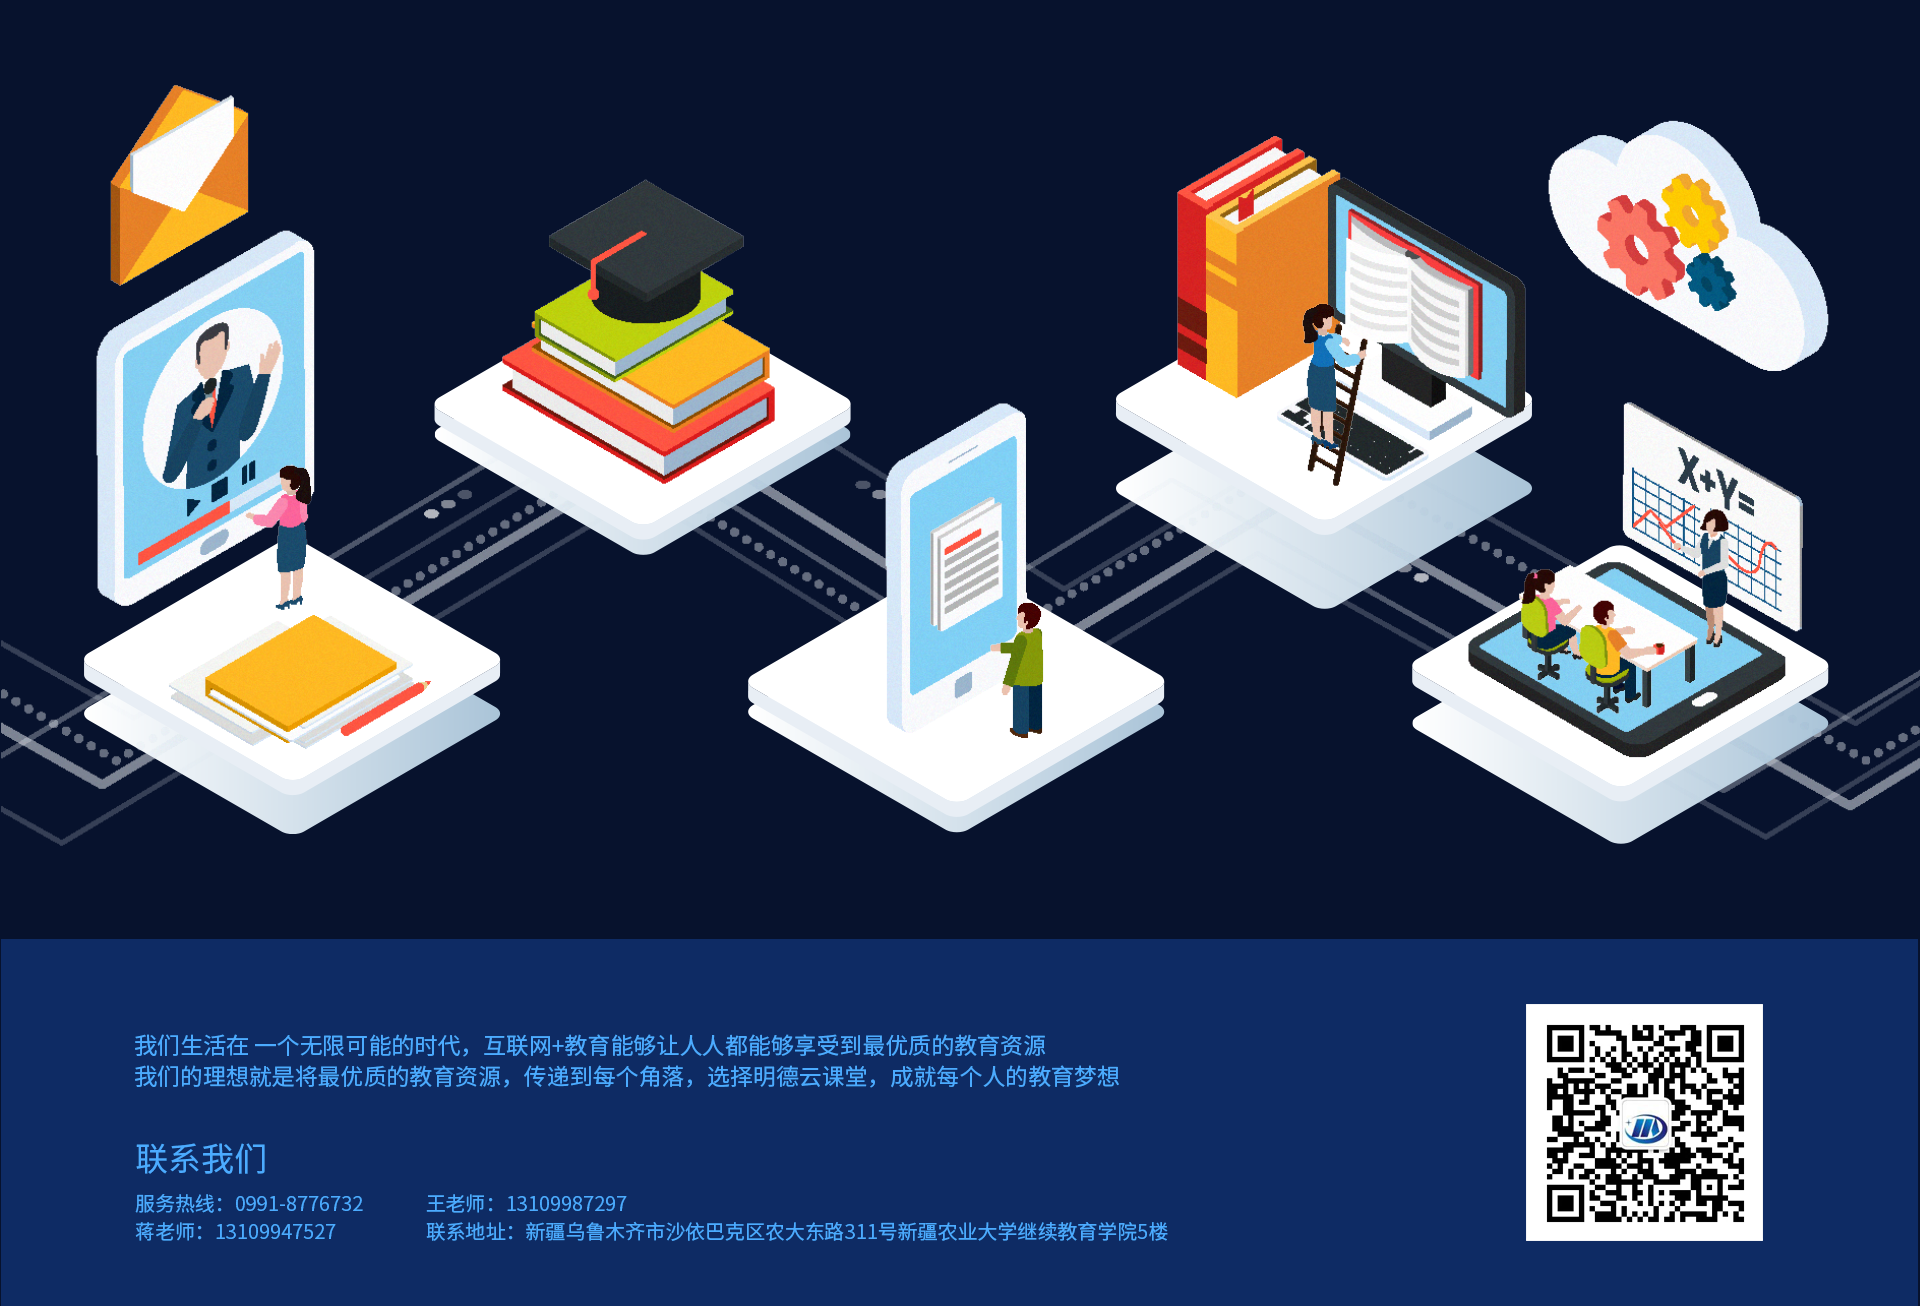 X+Y=
我们生活在一个无限可能的时代，互联网+教育能够让人人都能够享受到最优质的教育资源
我们的理想就是将最优质的教育资源，传递到每个角落，选择明德云课堂，成就每个人的教育梦想
联系我们
服务热线：0991-8776732 王老师：13109987297
蒋老师：13109947527 联系地址：新疆乌鲁木齐市沙依巴克区农大东路311号新疆农业大学继续教育学院5楼